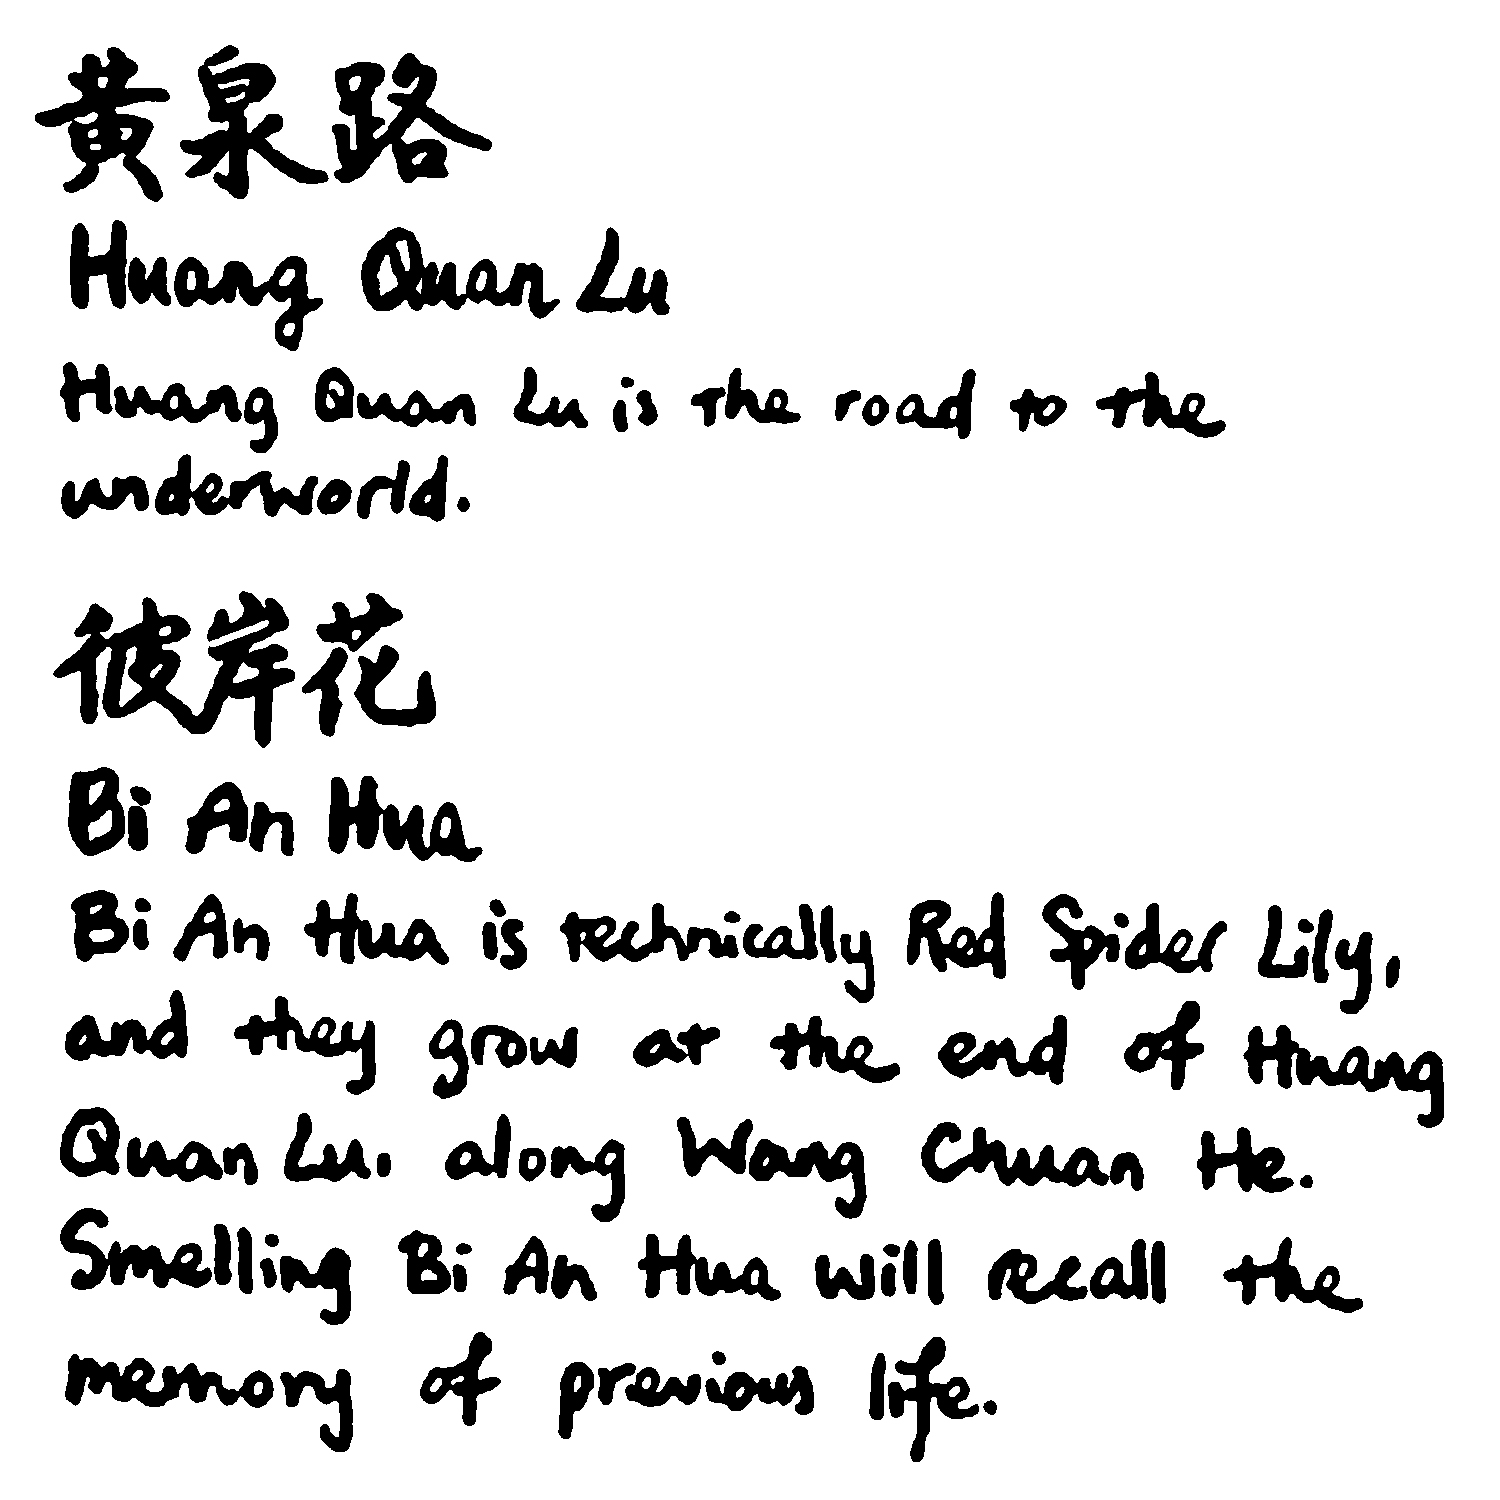 黄泉路
Huang Quan Lu
Huang Quan Lu is the road to the
underworld.
彼岸花
Bi An Hua
Bi An Hua is technically Red Spider Lily,
and they grow at the end of Huang
Quan Lu, along Wang Chuan He.
Smelling Bi An Hua will recall the
memory of previous life.